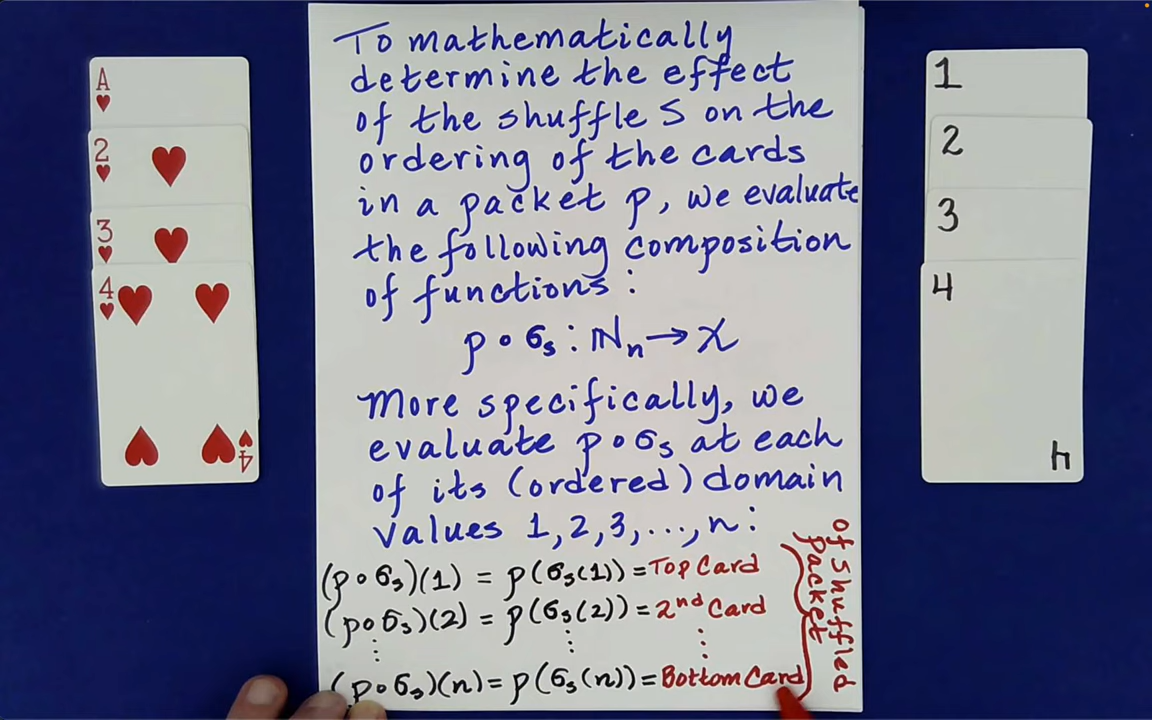 A
2
3
4
4
To mathematically
determine the effect
of the shuffle S on the
ordering of the cards
in a packet p, we evaluate
the following composition
of functions:
p∘σₛ : ℕₙ → X
More specifically, we
evaluate p∘σₛ at each
of its (ordered) domain
values 1, 2, 3, ..., n:
(p∘σₛ)(1) = p(σₛ(1)) = Top Card
(p∘σₛ)(2) = p(σₛ(2)) = 2nd Card
⋮ ⋮ ⋮
(p∘σₛ)(n) = p(σₛ(n)) = Bottom Card
of Shuffled
Packet
1
2
3
4
4